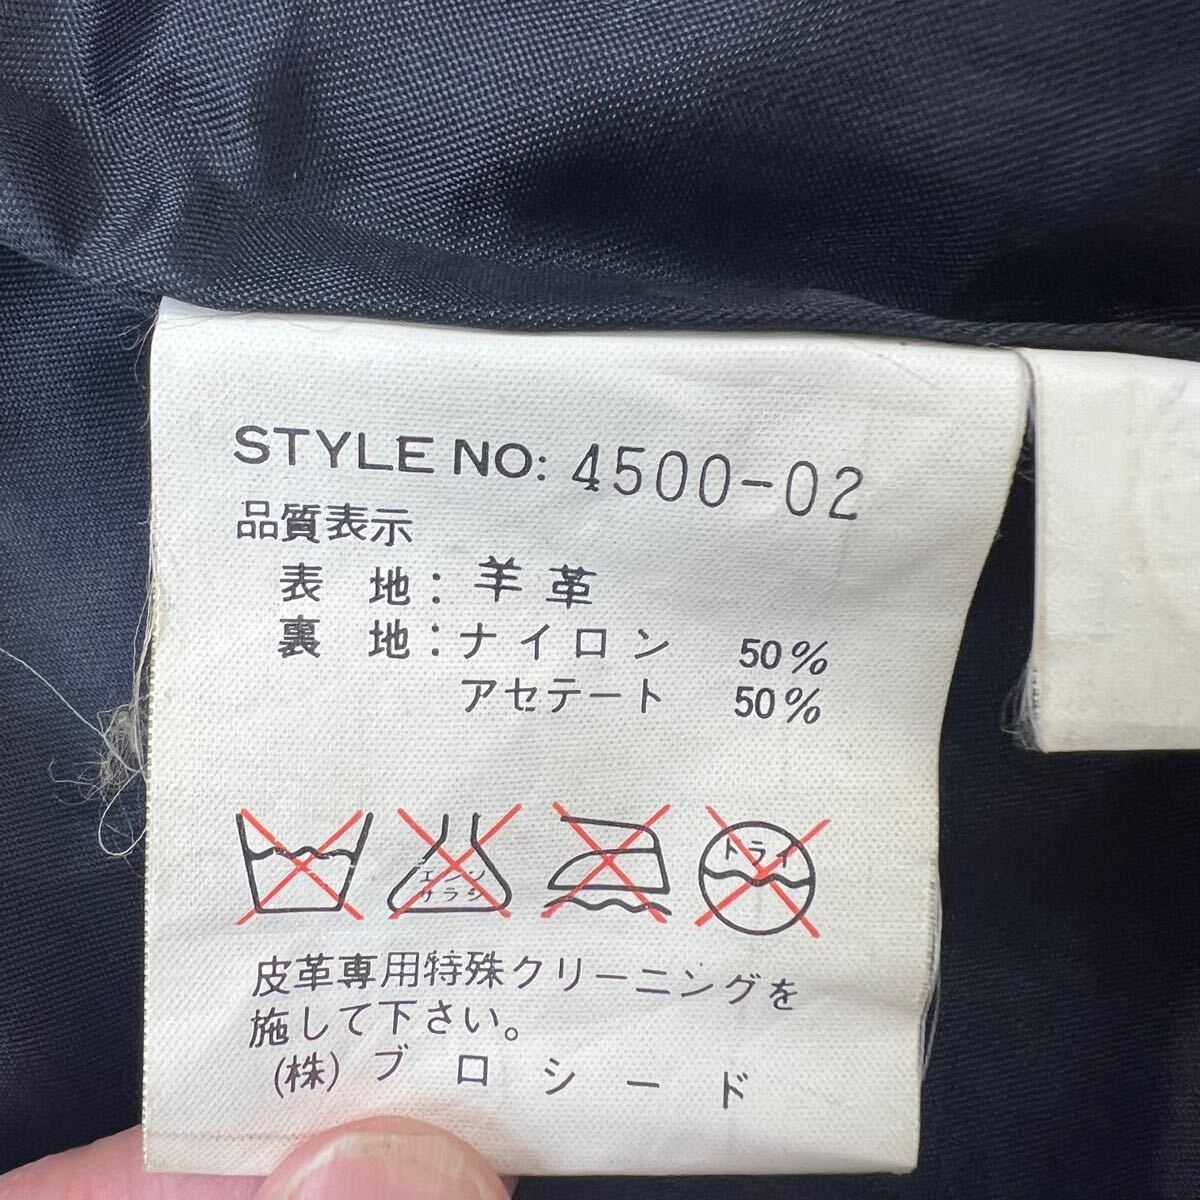 STYLE NO: 4500-02
品質表示
表 地: 羊革
裏 地: ナイロン 50%
アセテート 50%
エンソ
サラシ
ドライ
皮革専用特殊クリーニングを
施して下さい。
(株) ブロシード